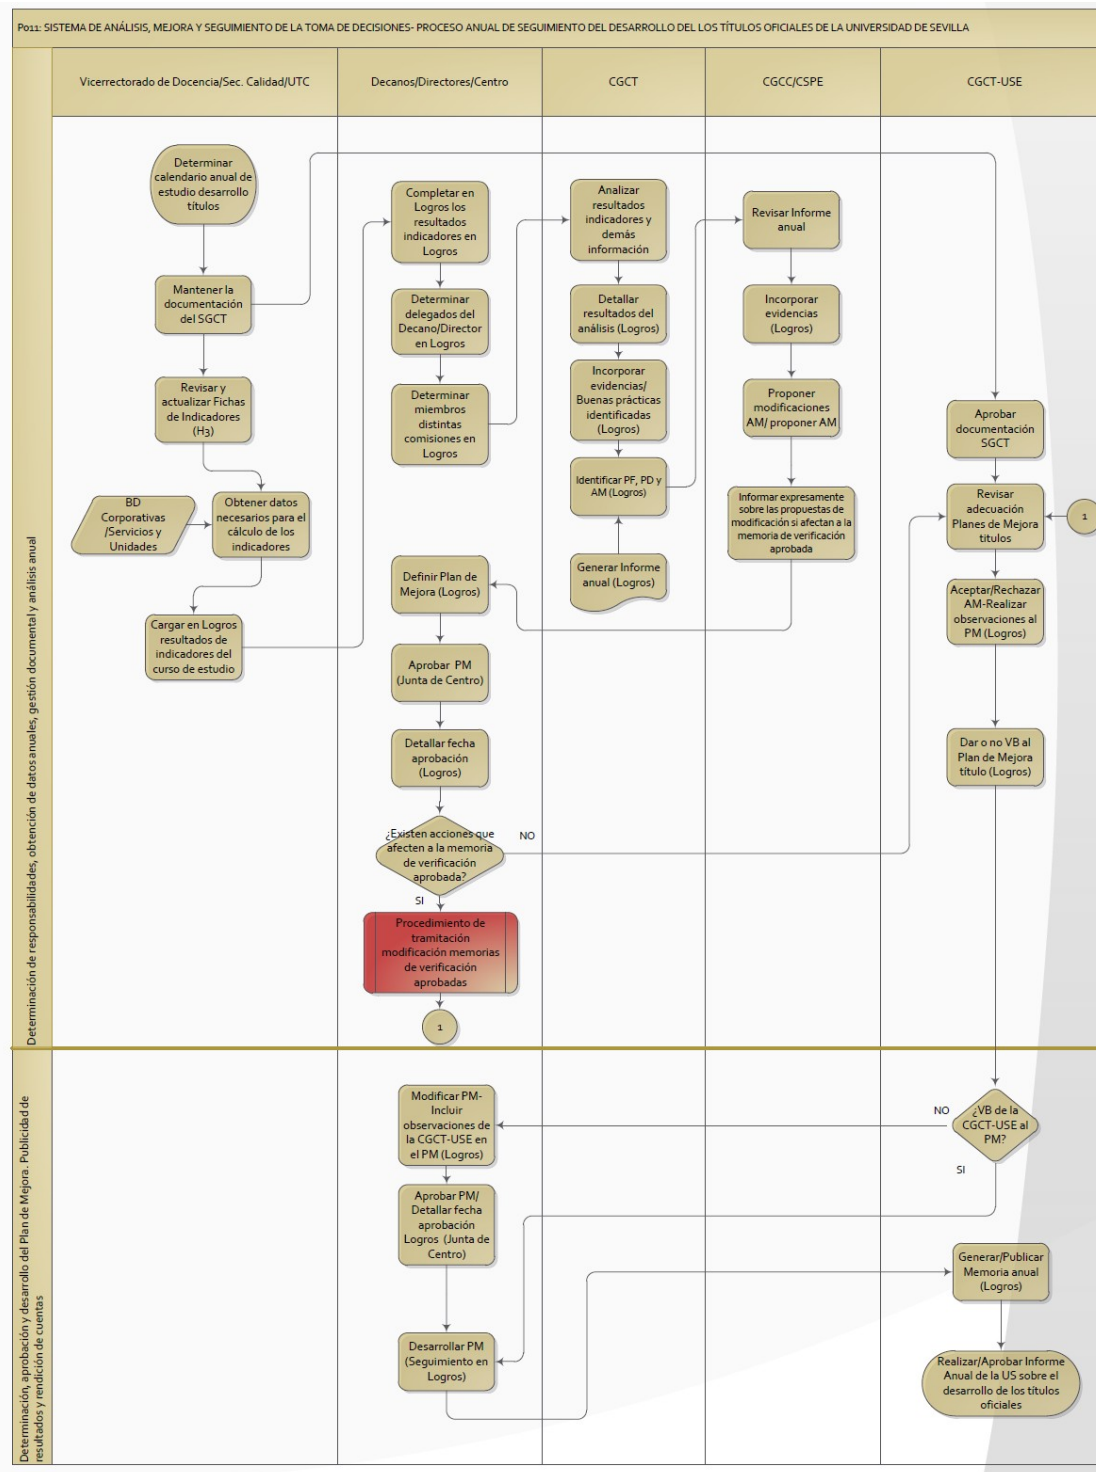 P011: SISTEMA DE ANÁLISIS, MEJORA Y SEGUIMIENTO DE LA TOMA DE DECISIONES- PROCESO ANUAL DE SEGUIMIENTO DEL DESARROLLO DEL LOS TÍTULOS OFICIALES DE LA UNIVERSIDAD DE SEVILLA
Vicerrectorado de Docencia/Sec. Calidad/UTC
Decanos/Directores/Centro
CGCT
CGCC/CSPE
CGCT-USE
Determinación de responsabilidades, obtención de datos anuales, gestión documental y análisis anual
Determinar
calendario anual de
estudio desarrollo
títulos
Mantener la
documentación
del SGCT
Revisar y
actualizar Fichas
de Indicadores
(H3)
BD
Corporativas
/Servicios y
Unidades
Obtener datos
necesarios para el
cálculo de los
indicadores
Cargar en Logros
resultados de
indicadores del
curso de estudio
Completar en
Logros los
resultados
indicadores en
Logros
Determinar
delegados del
Decano/Director
en Logros
Determinar
miembros
distintas
comisiones en
Logros
Definir Plan de
Mejora (Logros)
Aprobar PM
(Junta de Centro)
Detallar fecha
aprobación
(Logros)
¿Existen acciones que
afecten a la memoria
de verificación
aprobada?
NO
SI
Procedimiento de
tramitación
modificación memorias
de verificación
aprobadas
1
Analizar
resultados
indicadores y
demás
información
Detallar
resultados del
análisis (Logros)
Incorporar
evidencias/
Buenas prácticas
identificadas
(Logros)
Identificar PF, PD y
AM (Logros)
Generar Informe
anual (Logros)
Revisar Informe
anual
Incorporar
evidencias
(Logros)
Proponer
modificaciones
AM/ proponer AM
Informar expresamente
sobre las propuestas de
modificación si afectan a la
memoria de verificación
aprobada
Aprobar
documentación
SGCT
Revisar
adecuación
Planes de Mejora
titulos
1
Aceptar/Rechazar
AM-Realizar
observaciones al
PM (Logros)
Dar o no VB al
Plan de Mejora
título (Logros)
Determinación, aprobación y desarrollo del Plan de Mejora. Publicidad de
resultados y rendición de cuentas
Modificar PM-
Incluir
observaciones de
la CGCT-USE en
el PM (Logros)
Aprobar PM/
Detallar fecha
aprobación
Logros (Junta de
Centro)
Desarrollar PM
(Seguimiento en
Logros)
NO
¿VB de la
CGCT-USE al
PM?
SI
Generar/Publicar
Memoria anual
(Logros)
Realizar/Aprobar Informe
Anual de la US sobre el
desarrollo de los títulos
oficiales